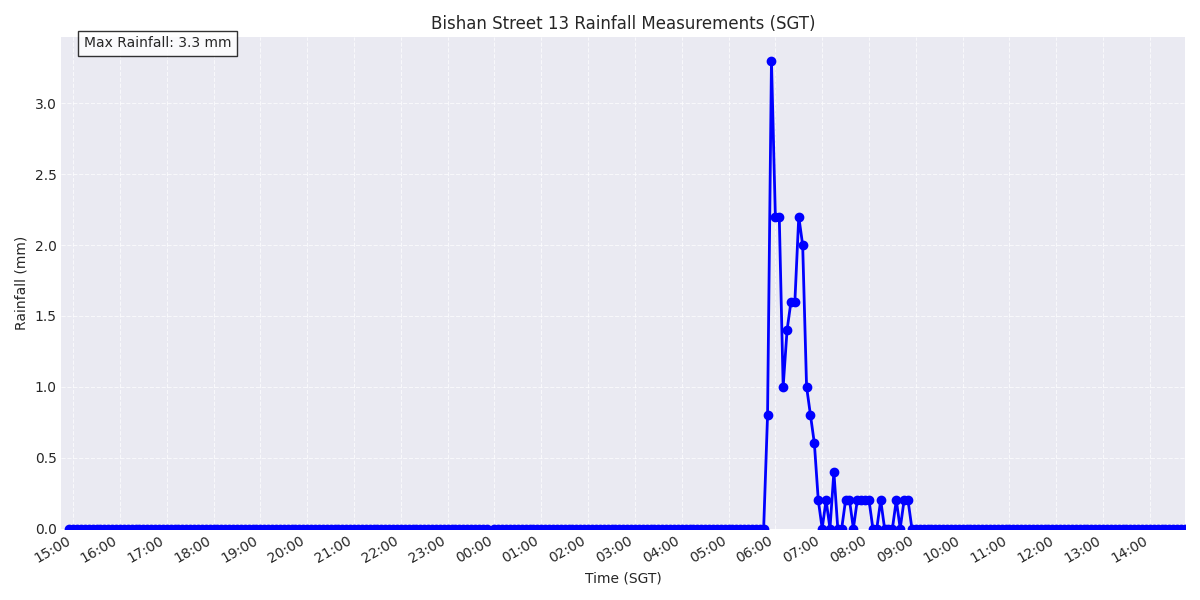 Bishan Street 13 Rainfall Measurements (SGT)
Max Rainfall: 3.3 mm
Rainfall (mm)
3.0
2.5
2.0
1.5
1.0
0.5
0.0
15:00 16:00 17:00 18:00 19:00 20:00 21:00 22:00 23:00 00:00 01:00 02:00 03:00 04:00 05:00 06:00 07:00 08:00 09:00 10:00 11:00 12:00 13:00 14:00
Time (SGT)